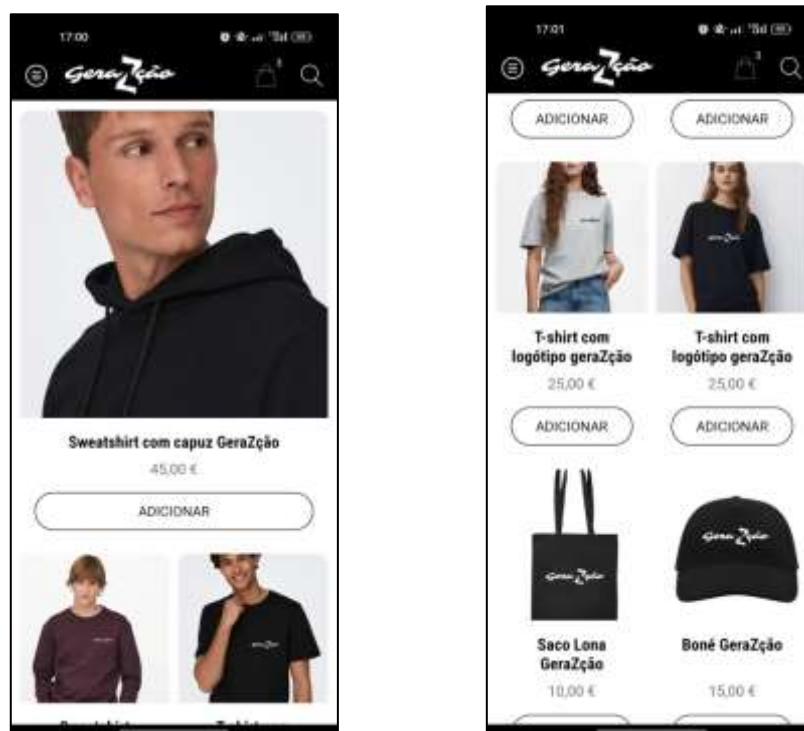 17:00
geraZção
Sweatshirt com capuz GeraZção
45,00 €
ADICIONAR
17:01
geraZção
ADICIONAR ADICIONAR
T-shirt com
logótipo geraZção
25,00 €
ADICIONAR
T-shirt com
logótipo geraZção
25,00 €
ADICIONAR
geraZção
Saco Lona
GeraZção
10,00 €
geraZção
Boné GeraZção
15,00 €